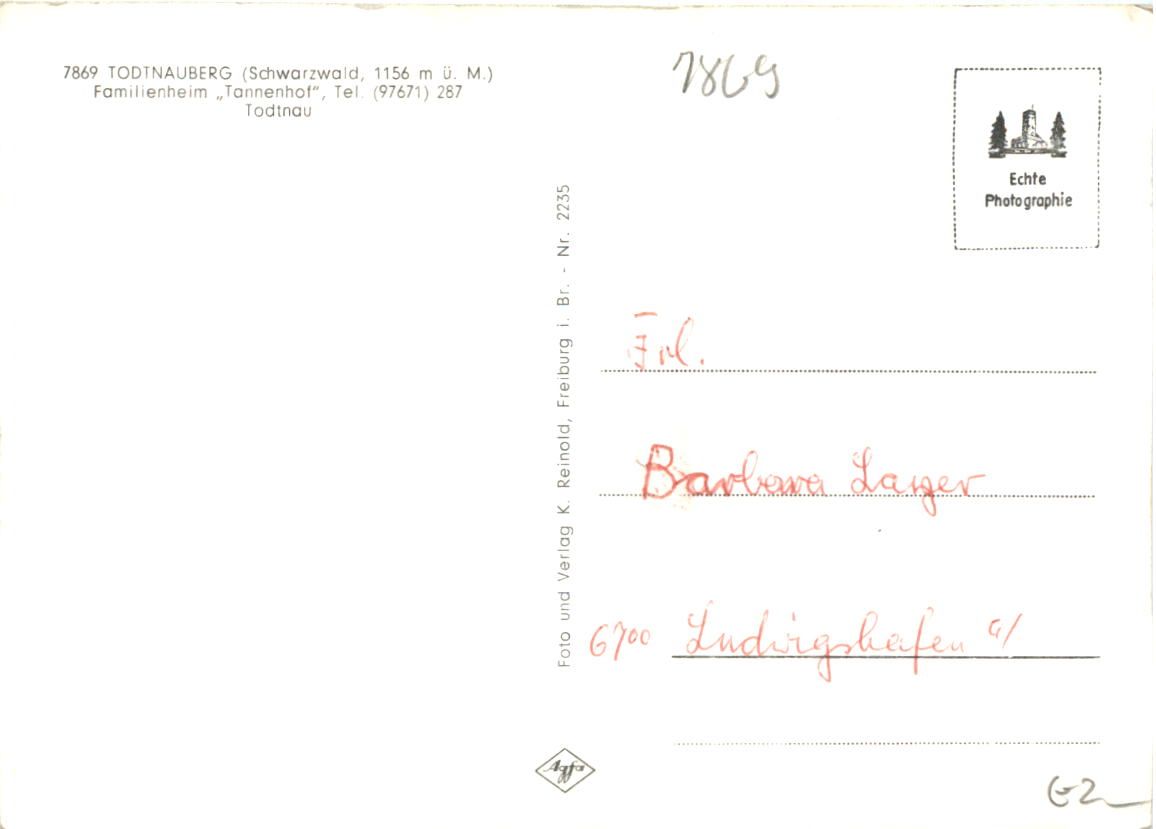 7869 TODTNAUBERG (Schwarzwald, 1156 m ü. M.)
Familienheim „Tannenhof“, Tel. (97671) 287
Todtnau
7869
Echte
Photographie
Foto und Verlag K. Reinold, Freiburg i. Br. - Nr. 2235
Frl.
Barbara Layer
6700 Ludwigshafen a/
Agfa